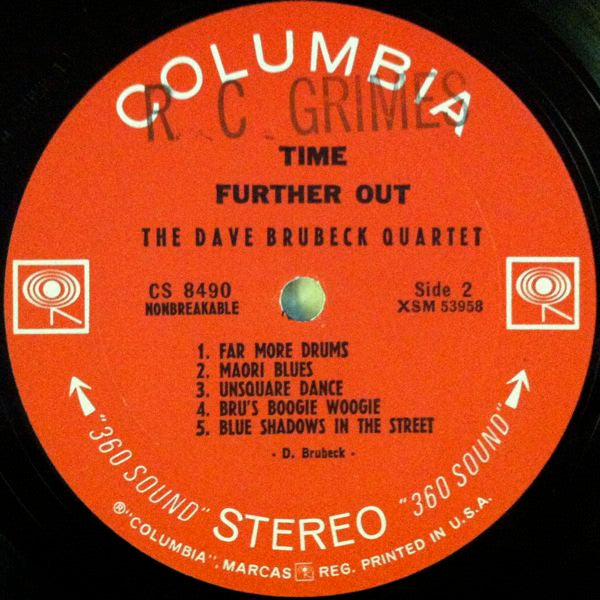 COLUMBIA
R. C. GRIMES
TIME
FURTHER OUT
THE DAVE BRUBECK QUARTET
CS 8490
NONBREAKABLE
Side 2
XSM 53958
1. FAR MORE DRUMS
2. MAORI BLUES
3. UNSQUARE DANCE
4. BRU'S BOOGIE WOOGIE
5. BLUE SHADOWS IN THE STREET
- D. Brubeck -
"360 SOUND" STEREO "360 SOUND"
®"COLUMBIA", MARCAS REG. PRINTED IN U.S.A.